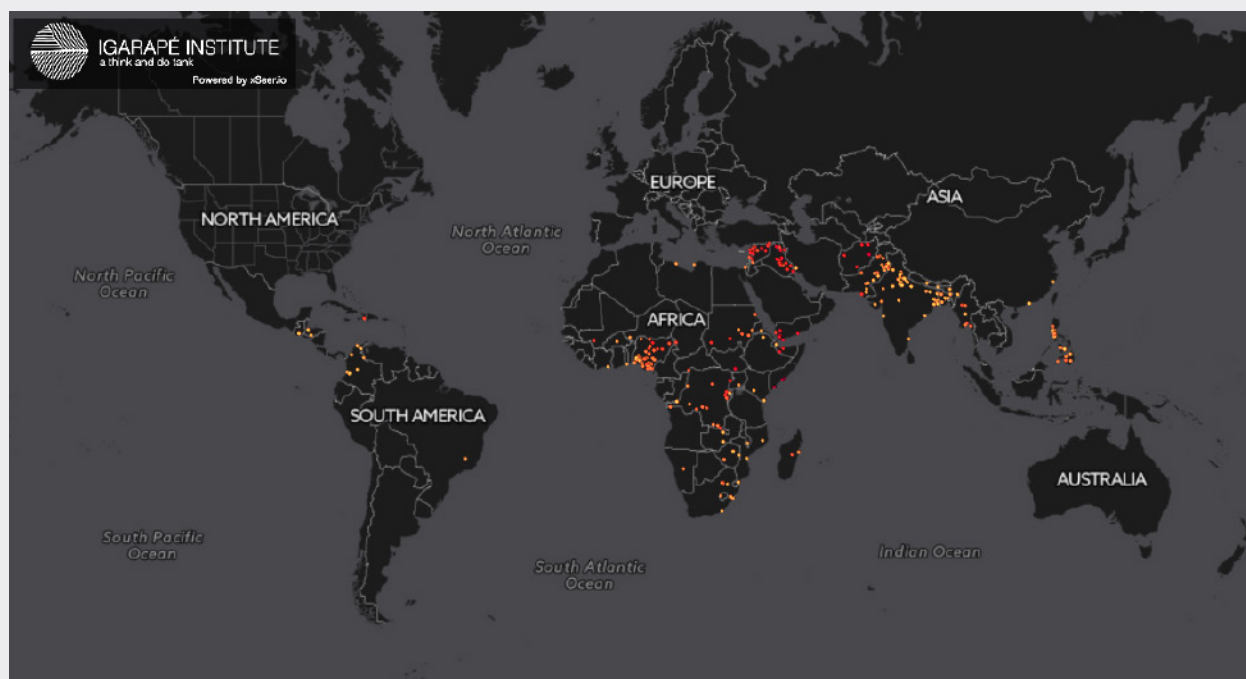 IGARAPÉ INSTITUTE
a think and do tank
Powered by xSeer.io
NORTH AMERICA
EUROPE
ASIA
North Atlantic
Ocean
North Pacific
Ocean
AFRICA
SOUTH AMERICA
AUSTRALIA
South Pacific
Ocean
South Atlantic
Ocean
Indian Ocean